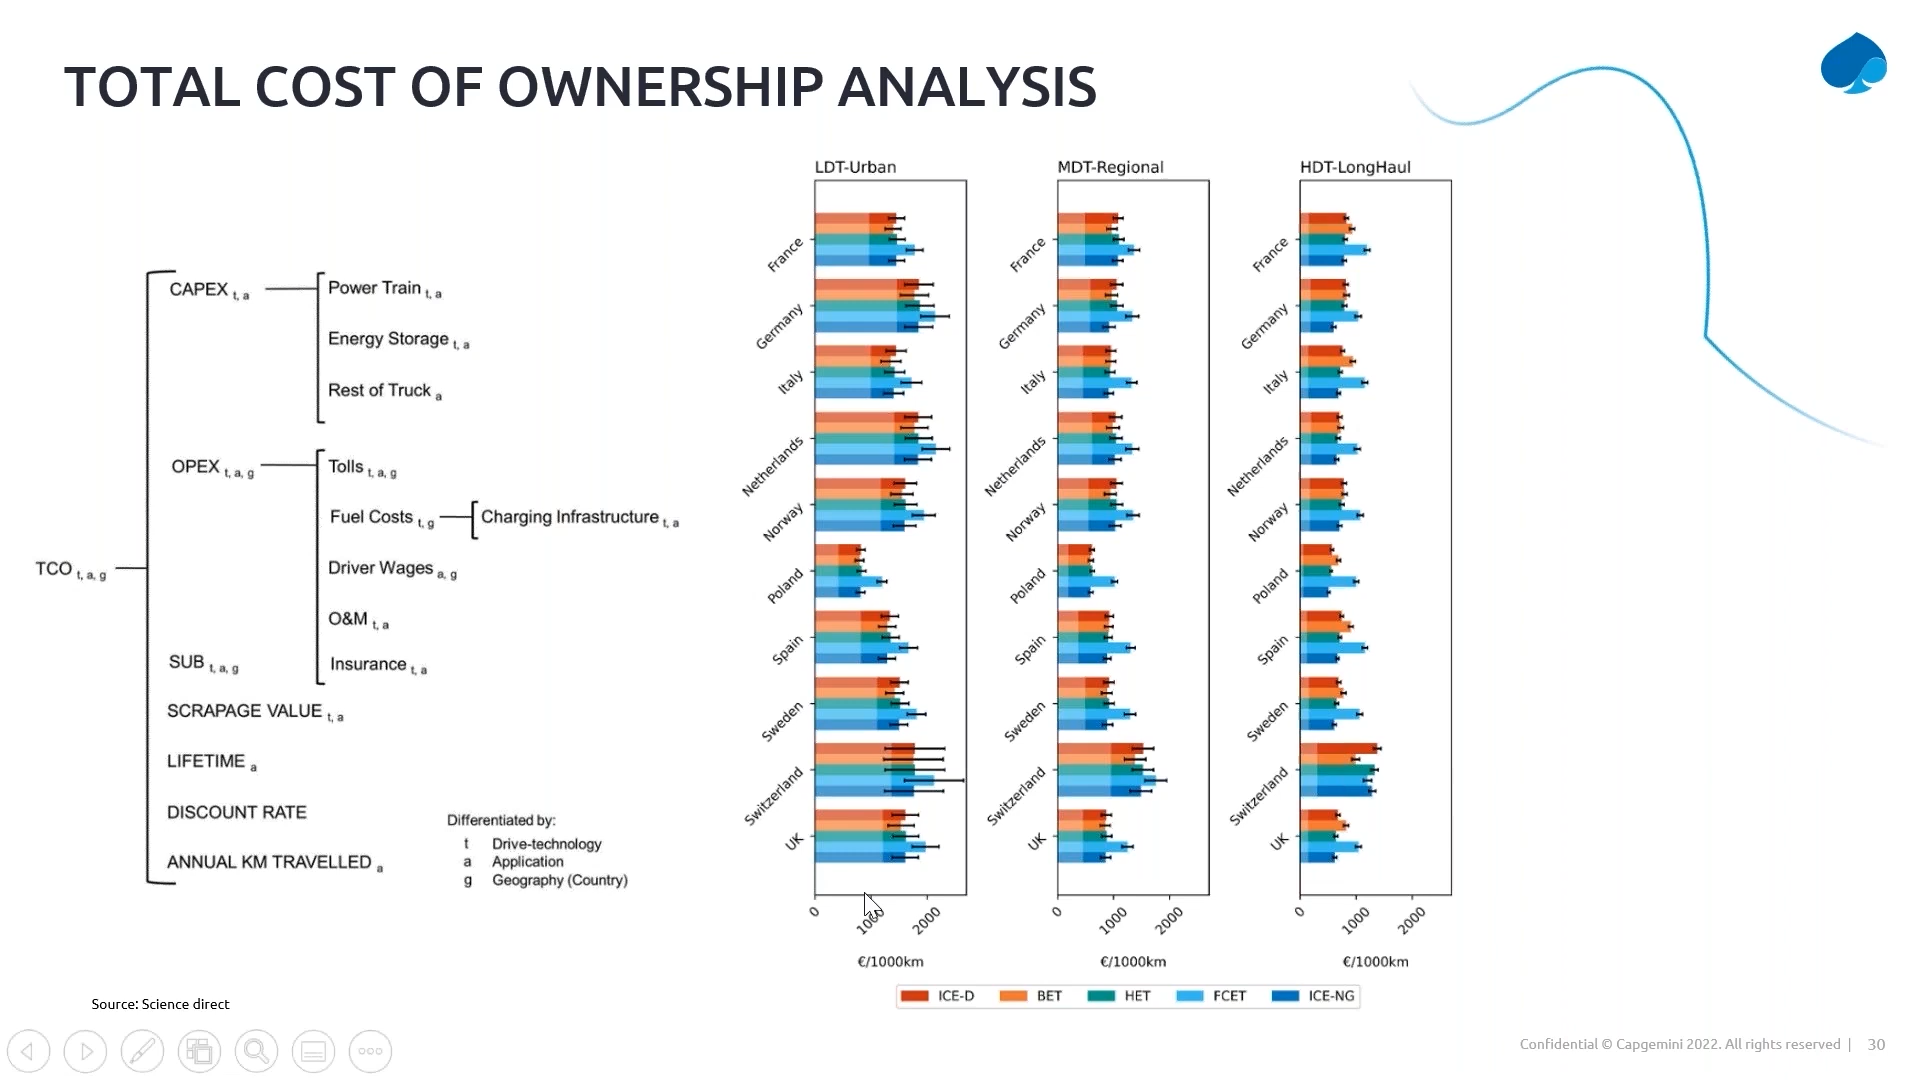 TOTAL COST OF OWNERSHIP ANALYSIS
CAPEX t, a
Power Train t, a
Energy Storage t, a
Rest of Truck a
OPEX t, a, g
Tolls t, a, g
Fuel Costs t, g
Charging Infrastructure t, a
TCO t, a, g
Driver Wages a, g
O&M t, a
SUB t, a, g
Insurance t, a
SCRAPAGE VALUE t, a
LIFETIME a
DISCOUNT RATE
ANNUAL KM TRAVELLED a
Differentiated by:
t Drive-technology
a Application
g Geography (Country)
LDT-Urban
France
Germany
Italy
Netherlands
Norway
Poland
Spain
Sweden
Switzerland
UK
0 1000 2000
€/1000km
MDT-Regional
France
Germany
Italy
Netherlands
Norway
Poland
Spain
Sweden
Switzerland
UK
0 1000 2000
€/1000km
HDT-LongHaul
France
Germany
Italy
Netherlands
Norway
Poland
Spain
Sweden
Switzerland
UK
0 1000 2000
€/1000km
ICE-D BET HET FCET ICE-NG
Source: Science direct
Confidential © Capgemini 2022. All rights reserved | 30